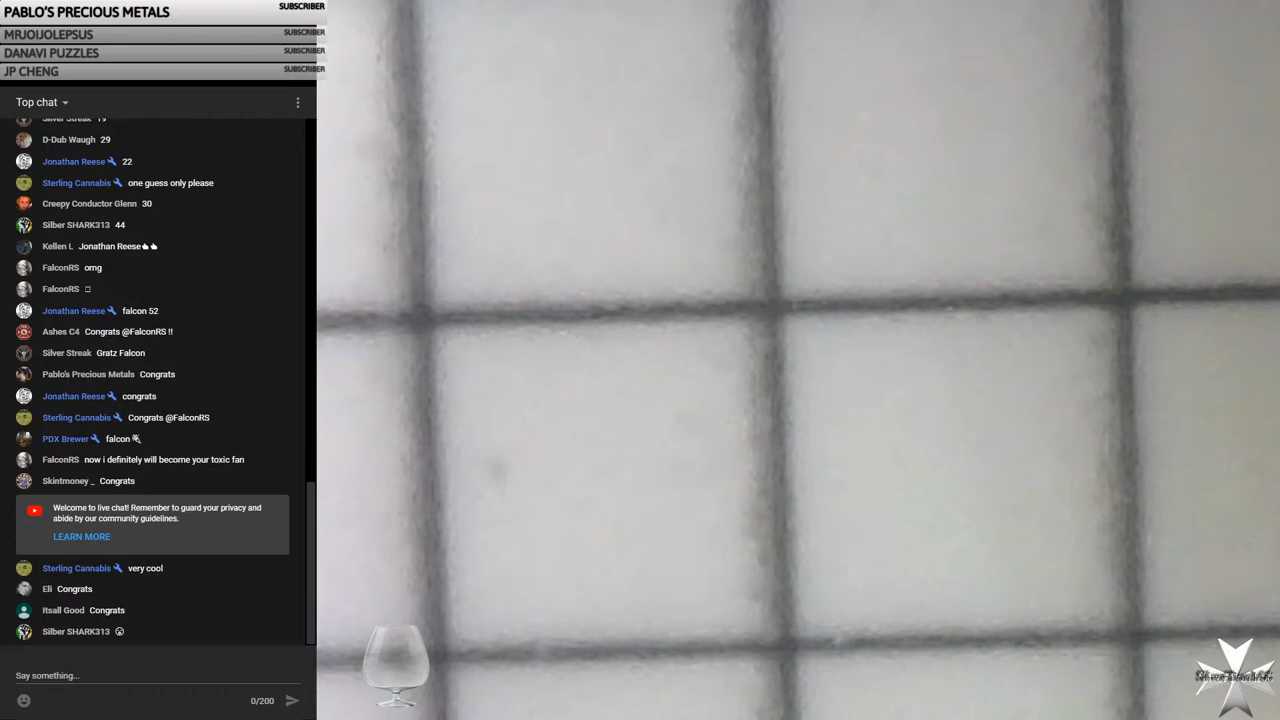 PABLO'S PRECIOUS METALS SUBSCRIBER
MRJOIJOLEPSUS SUBSCRIBER
DANAVI PUZZLES SUBSCRIBER
JP CHENG SUBSCRIBER
Top chat
Silver Streak 19
D-Dub Waugh 29
Jonathan Reese 22
Sterling Cannabis one guess only please
Creepy Conductor Glenn 30
Silber SHARK313 44
Kellen L Jonathan Reese
FalconRS omg
FalconRS
Jonathan Reese falcon 52
Ashes C4 Congrats @FalconRS !!
Silver Streak Gratz Falcon
Pablo's Precious Metals Congrats
Jonathan Reese congrats
Sterling Cannabis Congrats @FalconRS
PDX Brewer falcon
FalconRS now i definitely will become your toxic fan
Skintmoney _ Congrats
Welcome to live chat! Remember to guard your privacy and
abide by our community guidelines.
LEARN MORE
Sterling Cannabis very cool
Eli Congrats
Itsall Good Congrats
Silber SHARK313
Say something...
0/200